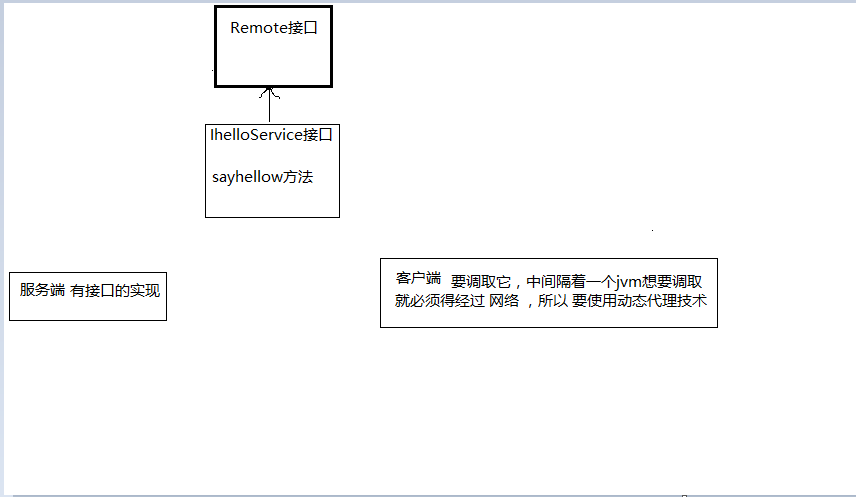 Remote接口
IhelloService接口
sayhellow方法
服务端 有接口的实现
客户端 要调取它，中间隔着一个jvm想要调取
就必须得经过 网络 ，所以 要使用动态代理技术